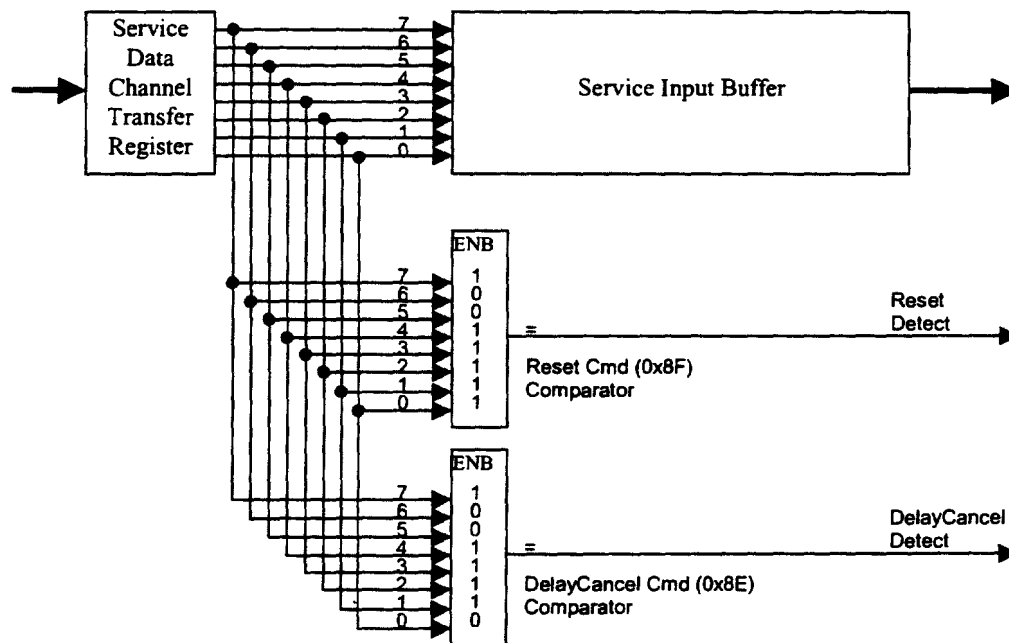 Service
Data
Channel
Transfer
Register
7
6
5
4
3
2
1
0
Service Input Buffer
ENB
7 1
6 0
5 0
4 1
3 1
2 1
1 1
0 1
=
Reset Cmd (0x8F)
Comparator
Reset
Detect
ENB
7 1
6 0
5 0
4 1
3 1
2 1
1 1
0 0
=
DelayCancel Cmd (0x8E)
Comparator
DelayCancel
Detect